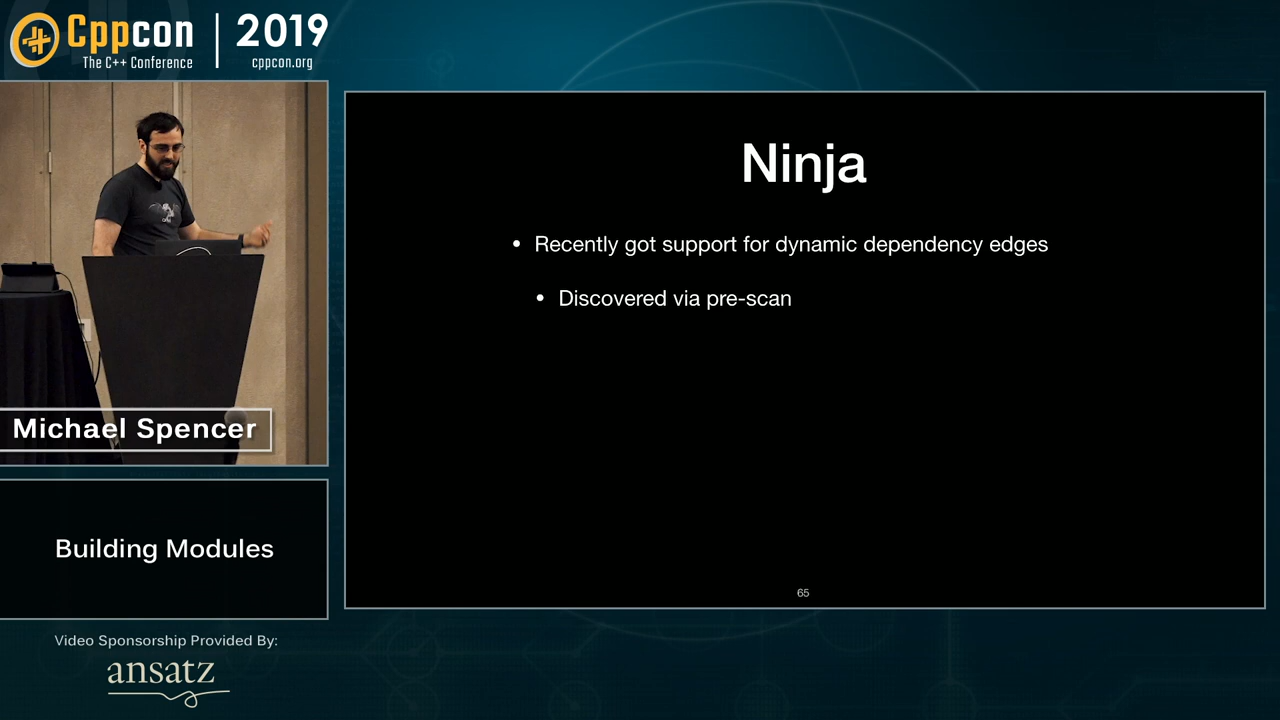 Cppcon | 2019
The C++ Conference
cppcon.org
Michael Spencer
Building Modules
Video Sponsorship Provided By:
ansatz
Ninja
• Recently got support for dynamic dependency edges
• Discovered via pre-scan
65